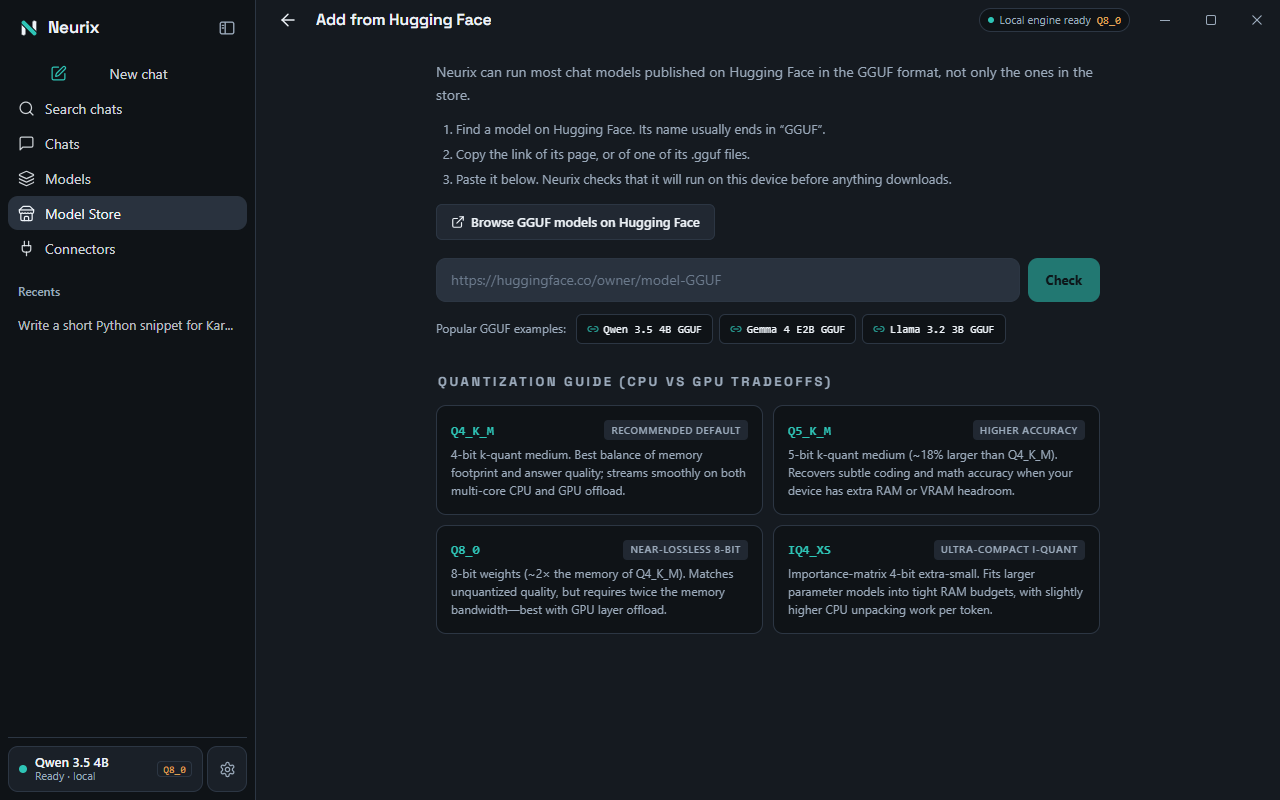 Neurix
New chat
Search chats
Chats
Models
Model Store
Connectors
Recents
Write a short Python snippet for Kar...
Qwen 3.5 4B
Ready · local
Q8_0
Add from Hugging Face
Local engine ready Q8_0
Neurix can run most chat models published on Hugging Face in the GGUF format, not only the ones in the
store.
1. Find a model on Hugging Face. Its name usually ends in “GGUF”.
2. Copy the link of its page, or of one of its .gguf files.
3. Paste it below. Neurix checks that it will run on this device before anything downloads.
Browse GGUF models on Hugging Face
https://huggingface.co/owner/model-GGUF
Check
Popular GGUF examples: Qwen 3.5 4B GGUF Gemma 4 E2B GGUF Llama 3.2 3B GGUF
QUANTIZATION GUIDE (CPU VS GPU TRADEOFFS)
Q4_K_M RECOMMENDED DEFAULT
4-bit k-quant medium. Best balance of memory
footprint and answer quality; streams smoothly on both
multi-core CPU and GPU offload.
Q5_K_M HIGHER ACCURACY
5-bit k-quant medium (~18% larger than Q4_K_M).
Recovers subtle coding and math accuracy when your
device has extra RAM or VRAM headroom.
Q8_0 NEAR-LOSSLESS 8-BIT
8-bit weights (~2× the memory of Q4_K_M). Matches
unquantized quality, but requires twice the memory
bandwidth—best with GPU layer offload.
IQ4_XS ULTRA-COMPACT I-QUANT
Importance-matrix 4-bit extra-small. Fits larger
parameter models into tight RAM budgets, with slightly
higher CPU unpacking work per token.